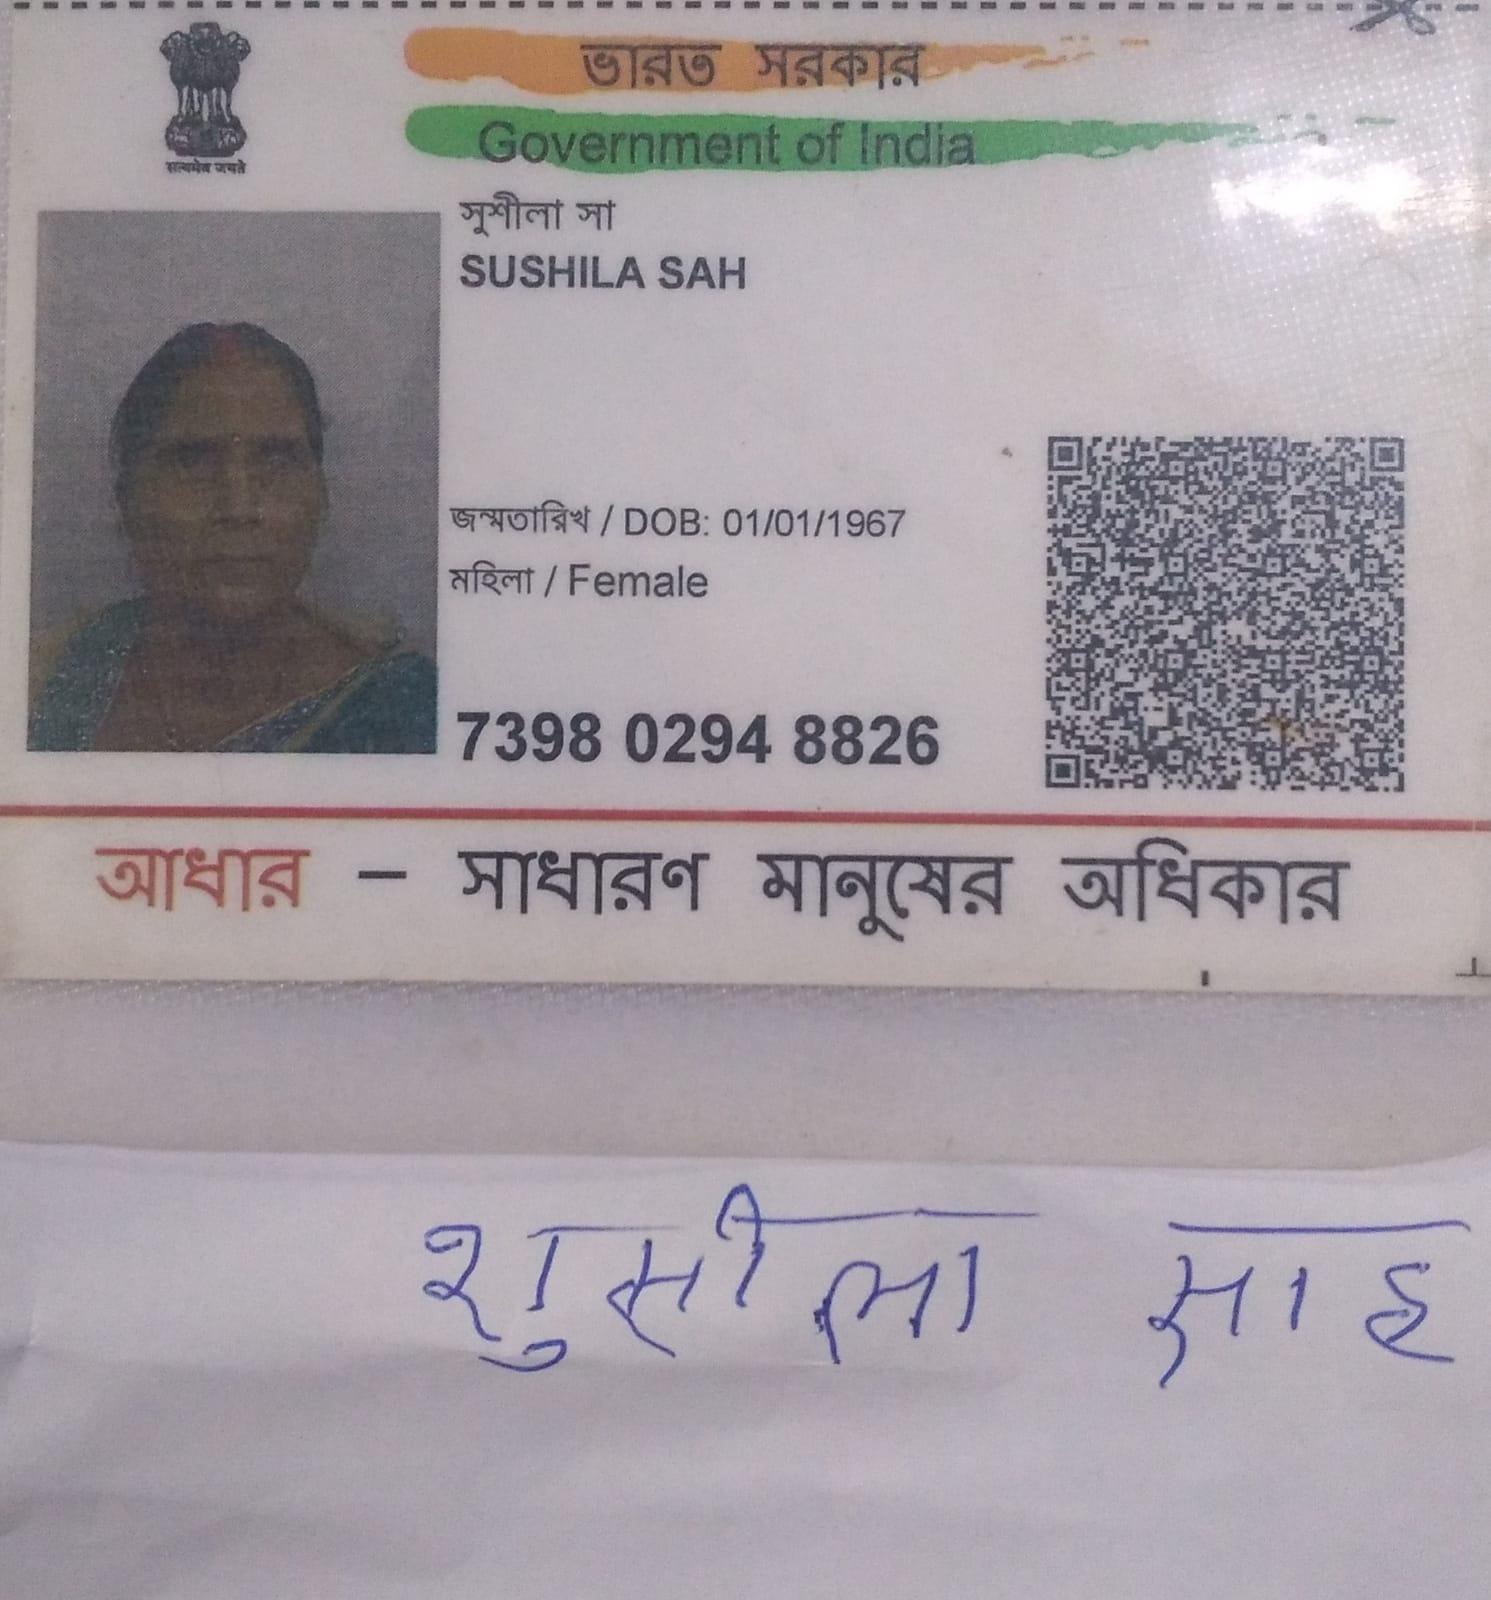 ভারত সরকার
Government of India
सत्यमेव जयते
সুশীলা সা
SUSHILA SAH
জন্মতারিখ / DOB: 01/01/1967
মহিলা / Female
7398 0294 8826
আধার – সাধারণ মানুষের অধিকার
शुसीला साह